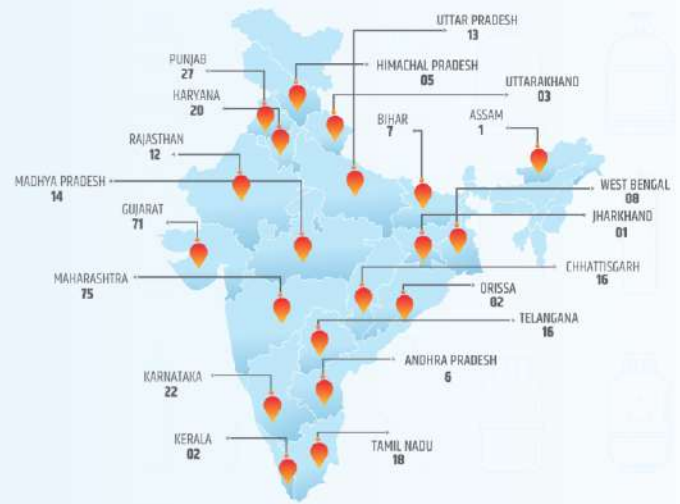 UTTAR PRADESH
13
PUNJAB
27
HIMACHAL PRADESH
05
HARYANA
20
UTTARAKHAND
03
BIHAR
7
ASSAM
1
RAJASTHAN
12
MADHYA PRADESH
14
WEST BENGAL
08
GUJARAT
71
JHARKHAND
01
MAHARASHTRA
75
CHHATTISGARH
16
ORISSA
02
TELANGANA
16
ANDHRA PRADESH
6
KARNATAKA
22
KERALA
02
TAMIL NADU
18